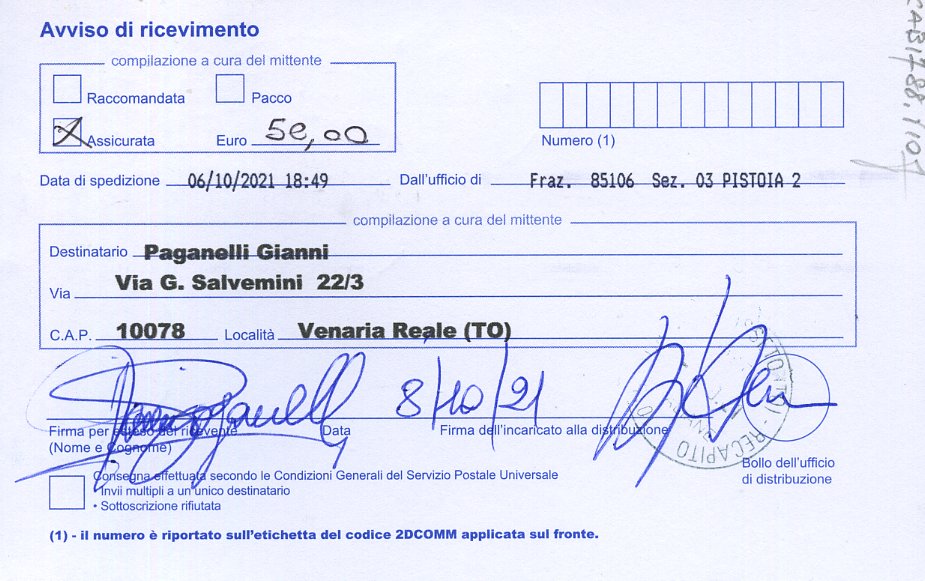 Avviso di ricevimento
compilazione a cura del mittente
Raccomandata Pacco
Assicurata Euro 50,00
Numero (1)
Data di spedizione 06/10/2021 18:49 Dall'ufficio di Fraz. 85106 Sez. 03 PISTOIA 2
compilazione a cura del mittente
Destinatario Paganelli Gianni
Via Via G. Salvemini 22/3
C.A.P. 10078 Località Venaria Reale (TO)
8/10/21
Firma per esteso del ricevente Data Firma dell'incaricato alla distribuzione
(Nome e Cognome)
RECAPITO
Bollo dell'ufficio
di distribuzione
Consegna effettuata secondo le Condizioni Generali del Servizio Postale Universale
• Invii multipli a un unico destinatario
• Sottoscrizione rifiutata
(1) - il numero è riportato sull'etichetta del codice 2DCOMM applicata sul fronte.